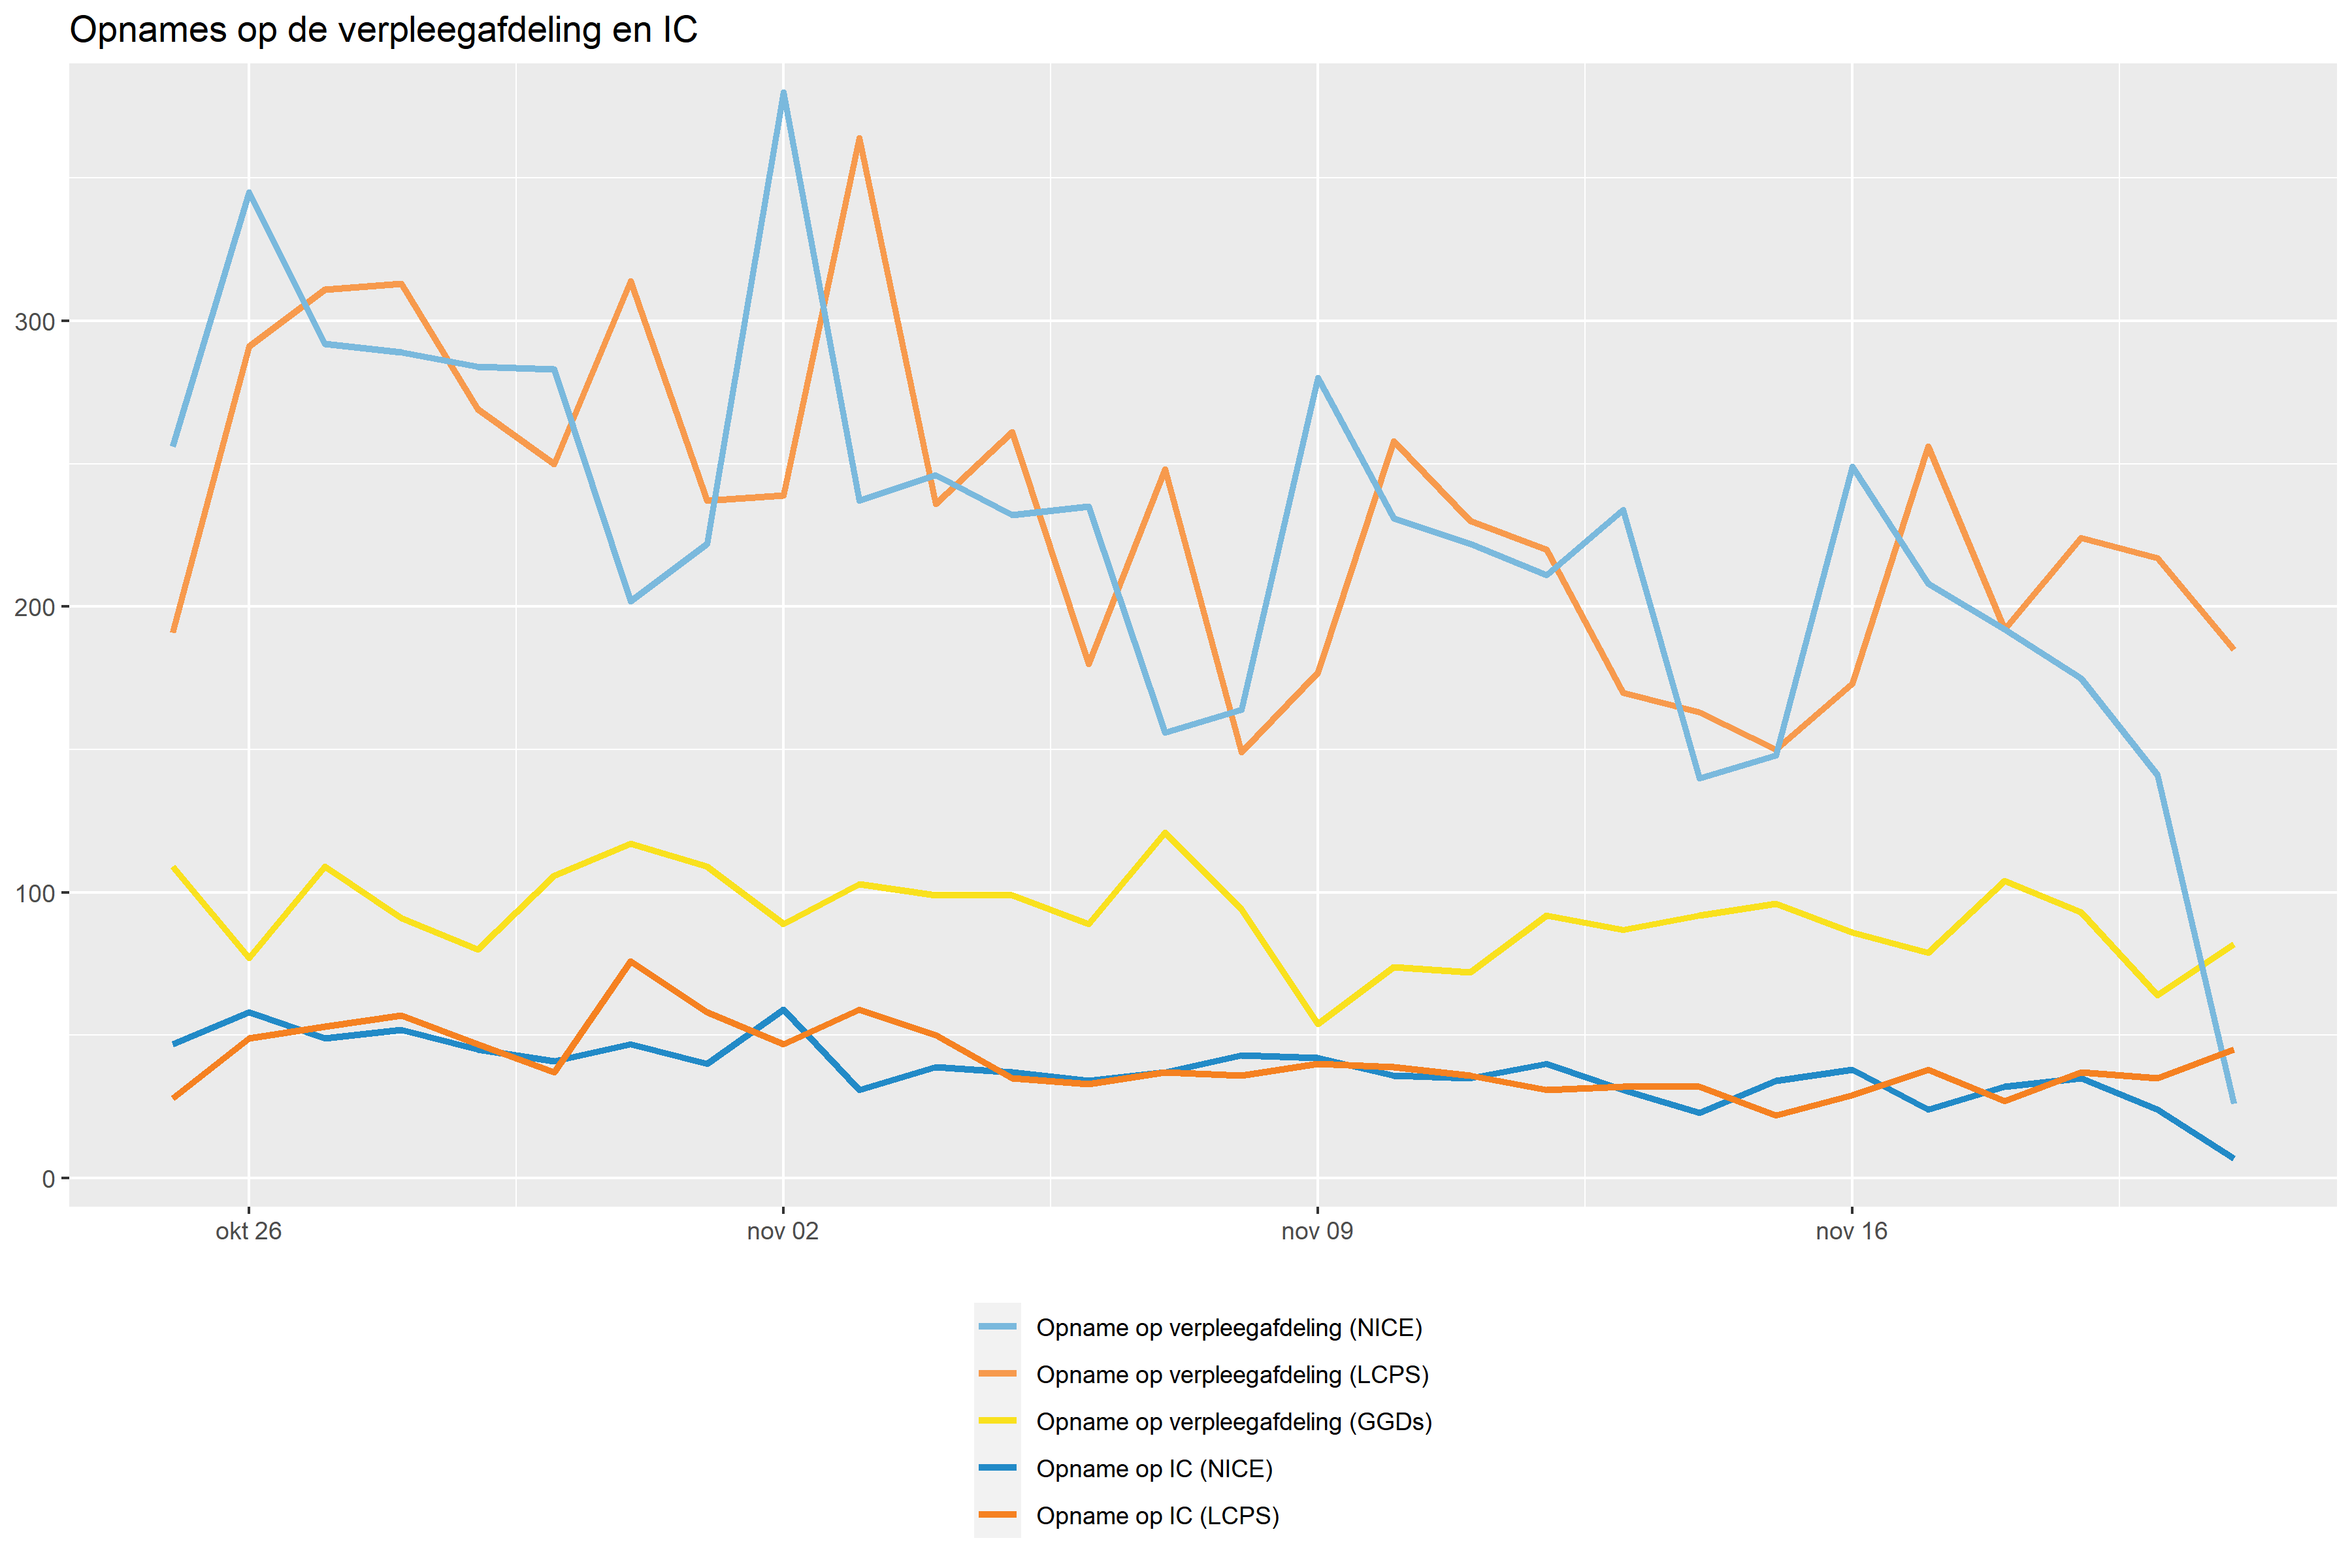 Opnames op de verpleegafdeling en IC
300
200
100
0
okt 26
nov 02
nov 09
nov 16
Opname op verpleegafdeling (NICE)
Opname op verpleegafdeling (LCPS)
Opname op verpleegafdeling (GGDs)
Opname op IC (NICE)
Opname op IC (LCPS)